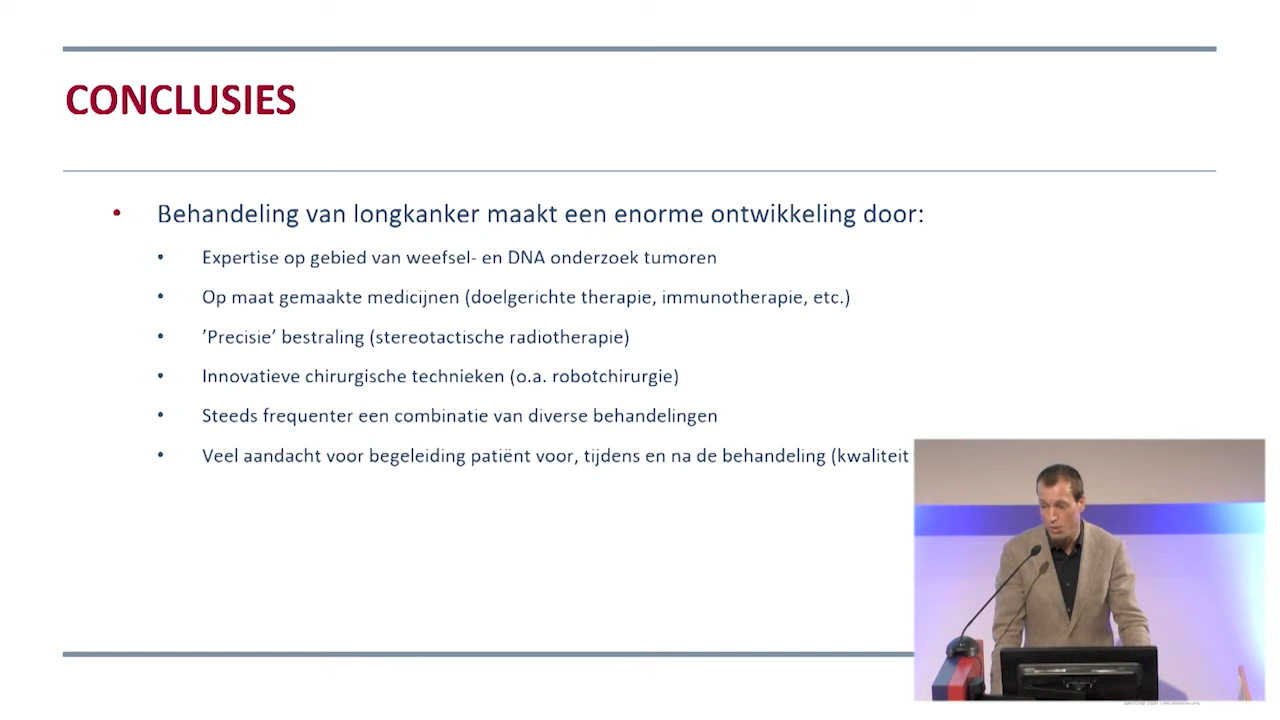 CONCLUSIES
• Behandeling van longkanker maakt een enorme ontwikkeling door:
• Expertise op gebied van weefsel- en DNA onderzoek tumoren
• Op maat gemaakte medicijnen (doelgerichte therapie, immunotherapie, etc.)
• ’Precisie’ bestraling (stereotactische radiotherapie)
• Innovatieve chirurgische technieken (o.a. robotchirurgie)
• Steeds frequenter een combinatie van diverse behandelingen
• Veel aandacht voor begeleiding patiënt voor, tijdens en na de behandeling (kwaliteit